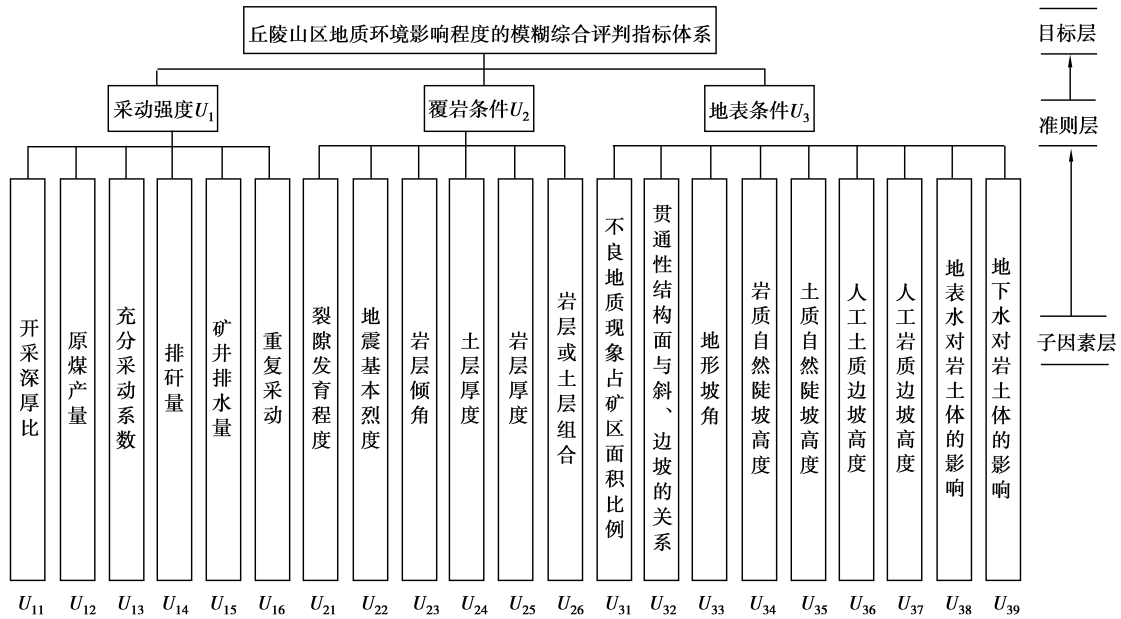 丘陵山区地质环境影响程度的模糊综合评判指标体系
目标层
采动强度U₁
覆岩条件U₂
地表条件U₃
准则层
开采深厚比
原煤产量
充分采动系数
排矸量
矿井排水量
重复采动
裂隙发育程度
地震基本烈度
岩层倾角
土层厚度
岩层厚度
岩层或土层组合
不良地质现象占矿区面积比例
贯通性结构面与斜、边坡的关系
地形坡角
岩质自然陡坡高度
土质自然陡坡高度
人工土质边坡高度
人工岩质边坡高度
地表水对岩土体的影响
地下水对岩土体的影响
子因素层
U₁₁
U₁₂
U₁₃
U₁₄
U₁₅
U₁₆
U₂₁
U₂₂
U₂₃
U₂₄
U₂₅
U₂₆
U₃₁
U₃₂
U₃₃
U₃₄
U₃₅
U₃₆
U₃₇
U₃₈
U₃₉